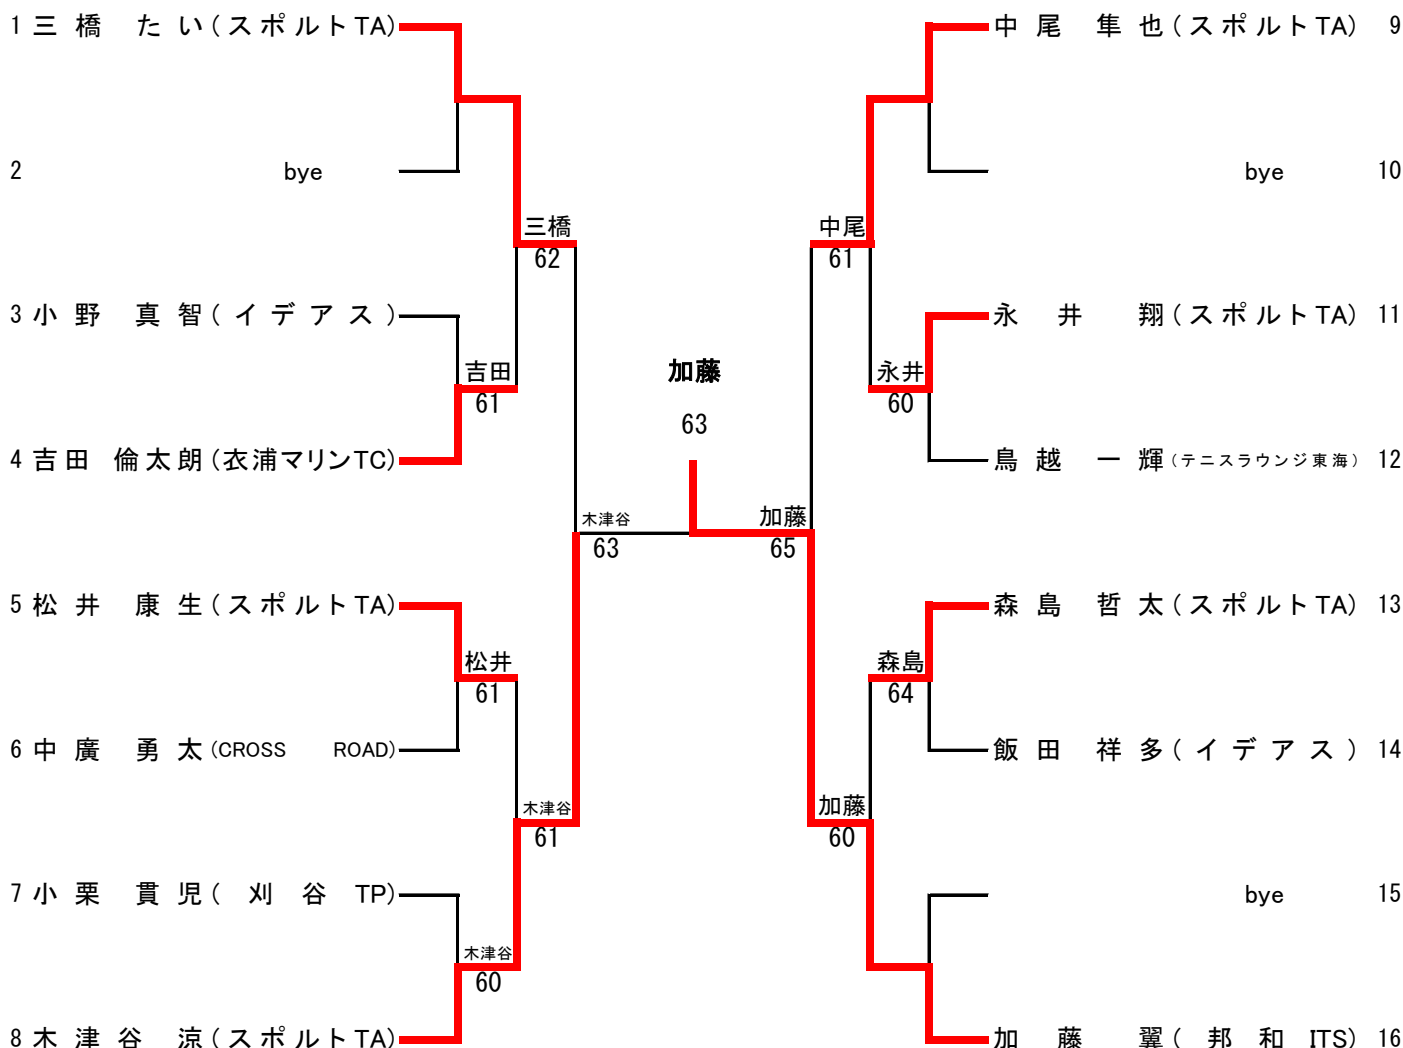 1 三橋 たい(スポルトTA)
中尾 隼也(スポルトTA) 9
2 bye
bye 10
三橋
62
中尾
61
3 小野 真智(イデアス)
永井 翔(スポルトTA) 11
吉田
61
加藤
63
永井
60
4 吉田 倫太朗(衣浦マリンTC)
鳥越 一輝(テニスラウンジ東海) 12
木津谷
63
加藤
65
5 松井 康生(スポルトTA)
森島 哲太(スポルトTA) 13
松井
61
森島
64
6 中廣 勇太(CROSS ROAD)
飯田 祥多(イデアス) 14
木津谷
61
加藤
60
7 小栗 貫児(刈谷TP)
bye 15
木津谷
60
8 木津谷 涼(スポルトTA)
加藤 翼(邦和ITS) 16